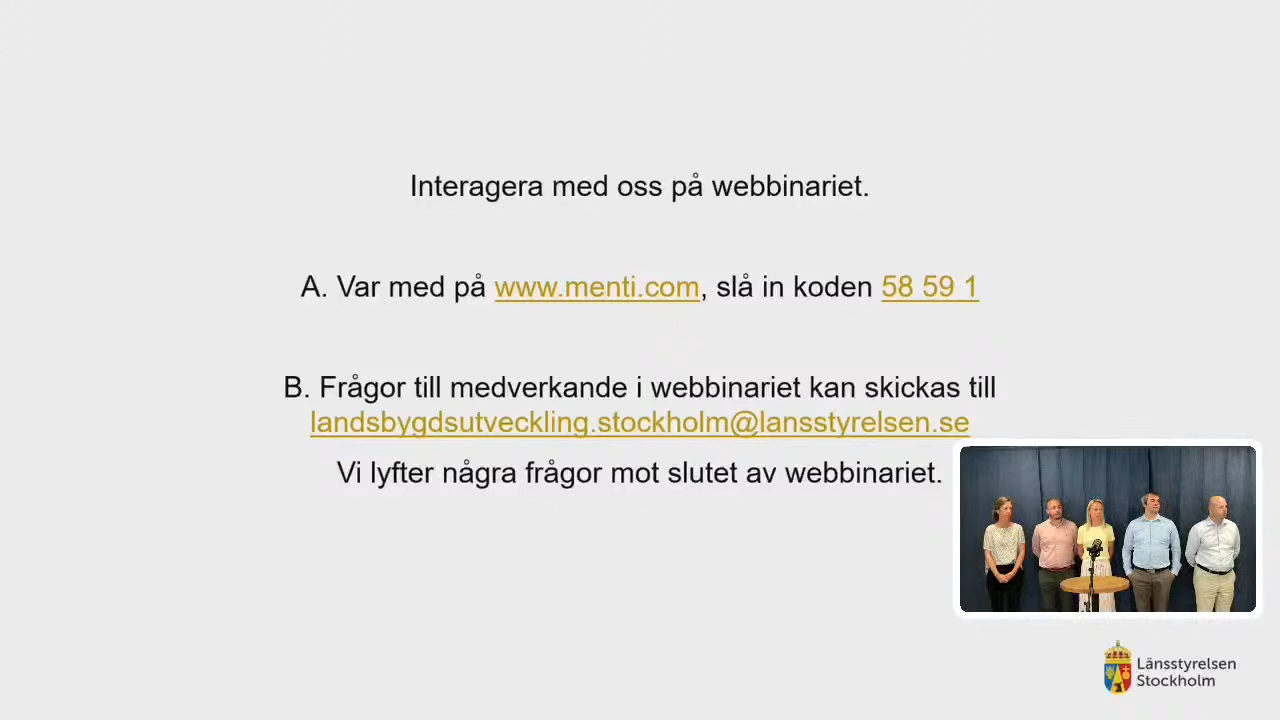 Interagera med oss på webbinariet.
A. Var med på www.menti.com, slå in koden 58 59 1
B. Frågor till medverkande i webbinariet kan skickas till
landsbygdsutveckling.stockholm@lansstyrelsen.se
Vi lyfter några frågor mot slutet av webbinariet.
Länsstyrelsen
Stockholm